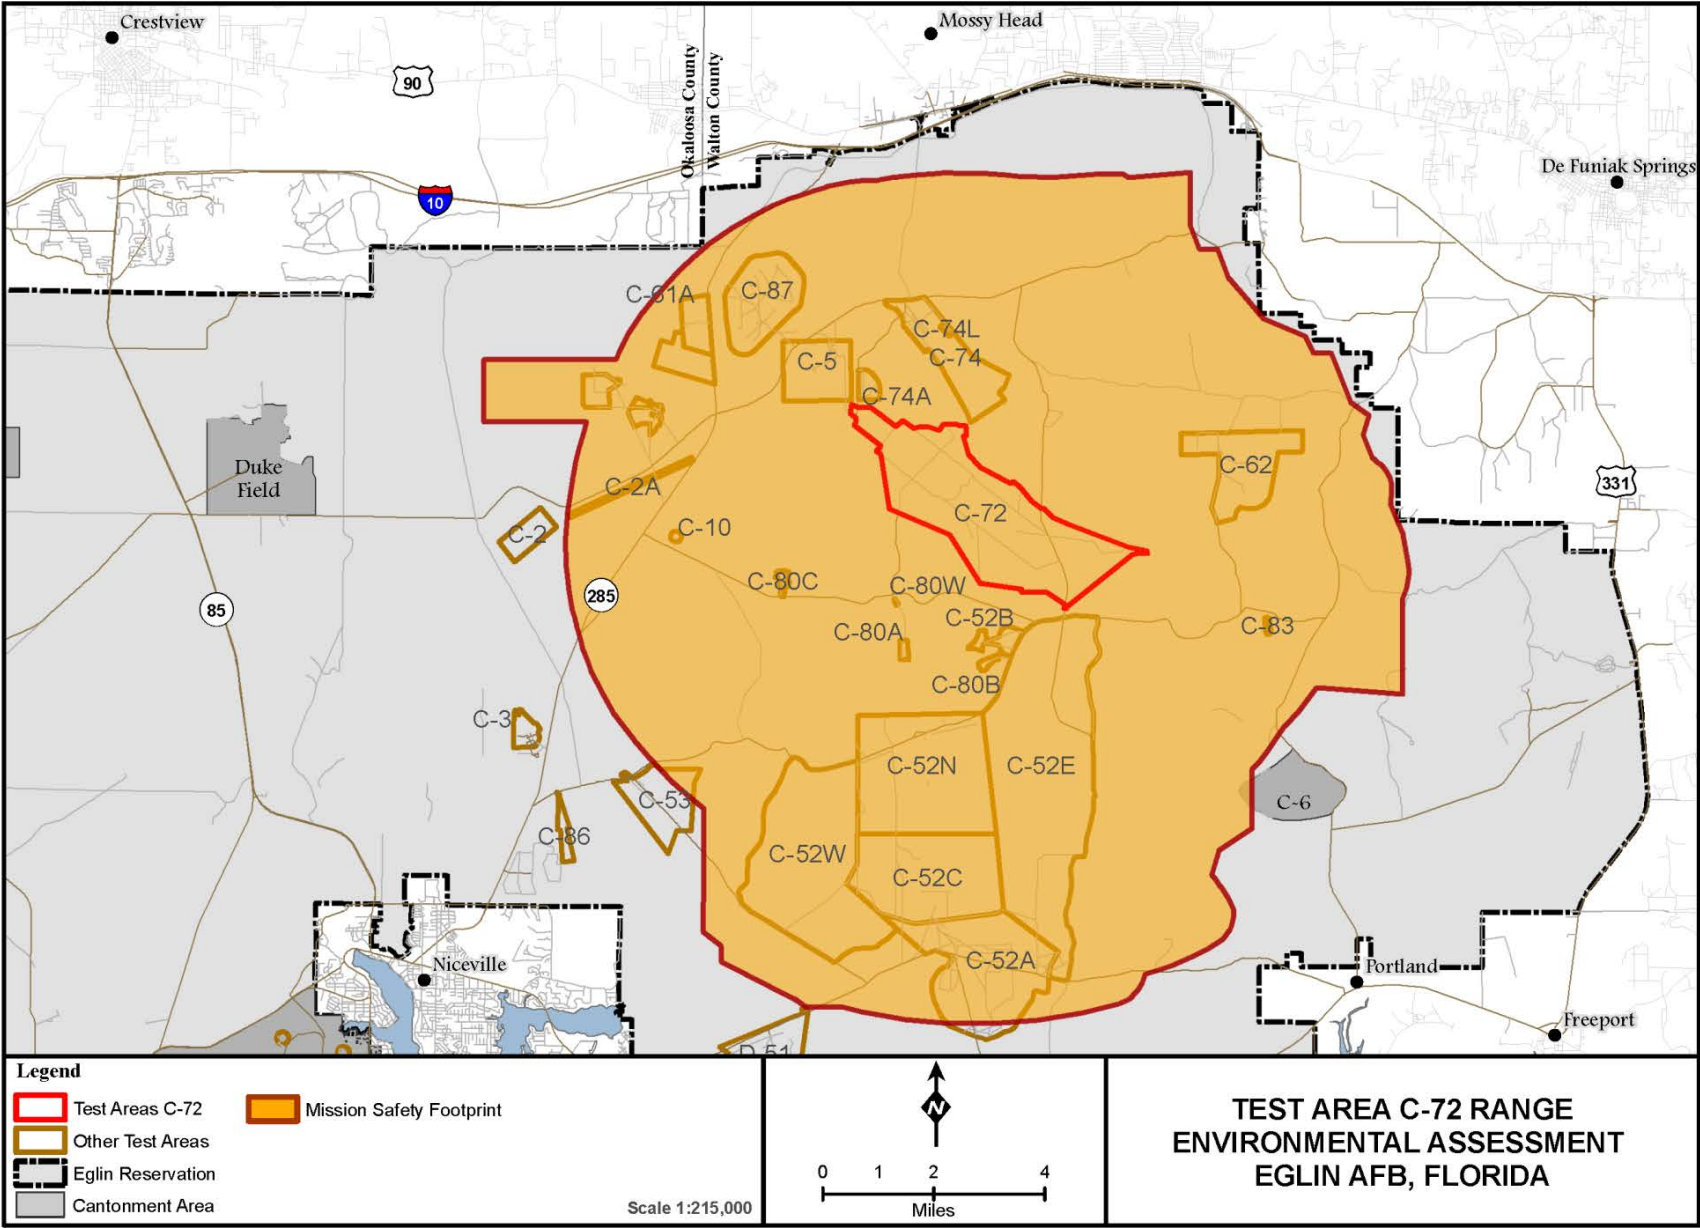 Crestview
Mossy Head
90
Okaloosa County
Walton County
De Funiak Springs
10
C-61A
C-87
C-74L
C-5
C-74
C-74A
Duke
Field
C-62
331
C-2A
C-72
C-2
C-10
C-80C
C-80W
285
85
C-52B
C-80A
C-83
C-80B
C-3
C-52N
C-52E
C-53
C-6
C-86
C-52W
C-52C
Niceville
C-52A
Portland
Freeport
D-51
Legend
Test Areas C-72
Mission Safety Footprint
Other Test Areas
Eglin Reservation
Cantonment Area
Scale 1:215,000
N
0 1 2 4
Miles
TEST AREA C-72 RANGE
ENVIRONMENTAL ASSESSMENT
EGLIN AFB, FLORIDA